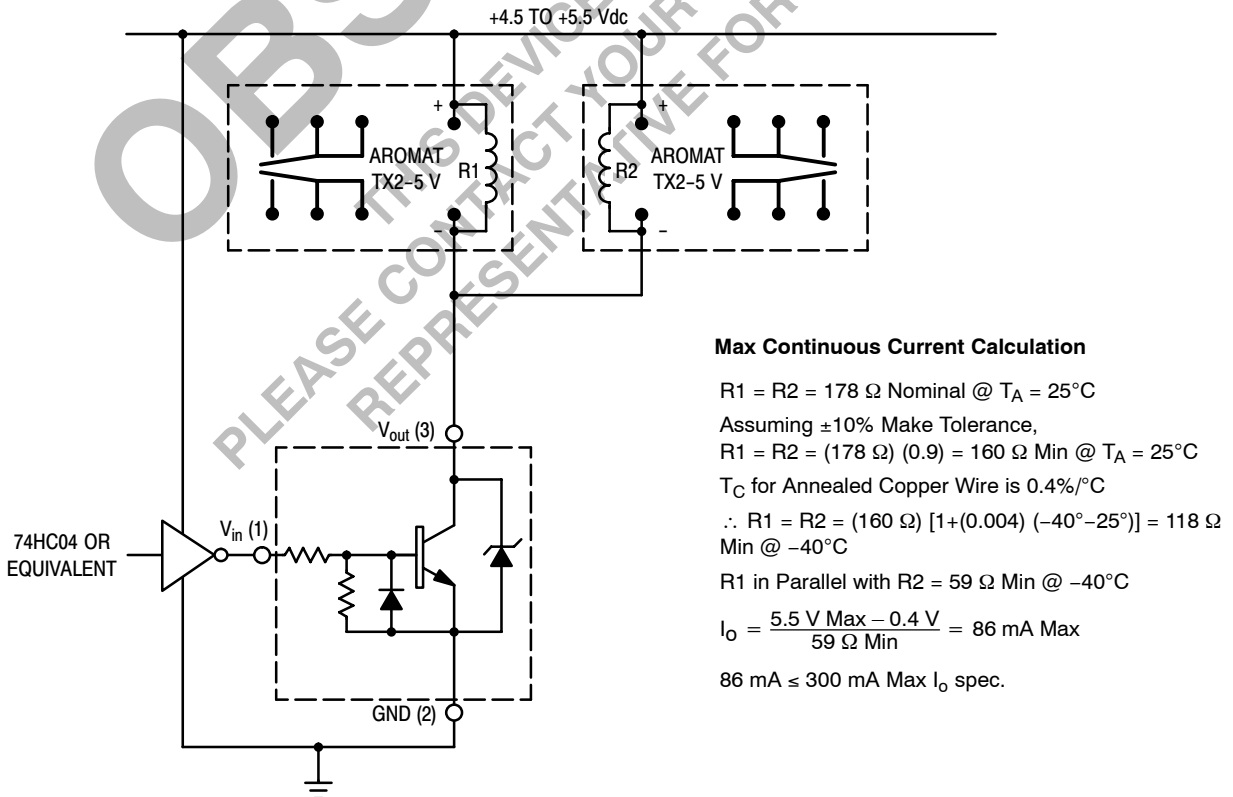 +4.5 TO +5.5 Vdc
OBS
THIS DEVICE
PLEASE CONTACT YOUR
REPRESENTATIVE FOR
+
AROMAT
TX2–5 V
R1
–
+
R2
AROMAT
TX2–5 V
–
Vout (3)
74HC04 OR
EQUIVALENT
Vin (1)
GND (2)
Max Continuous Current Calculation
R1 = R2 = 178 Ω Nominal @ TA = 25°C
Assuming ±10% Make Tolerance,
R1 = R2 = (178 Ω) (0.9) = 160 Ω Min @ TA = 25°C
TC for Annealed Copper Wire is 0.4%/°C
∴ R1 = R2 = (160 Ω) [1+(0.004) (–40°–25°)] = 118 Ω
Min @ –40°C
R1 in Parallel with R2 = 59 Ω Min @ –40°C
Io = (5.5 V Max – 0.4 V) / (59 Ω Min) = 86 mA Max
86 mA ≤ 300 mA Max Io spec.